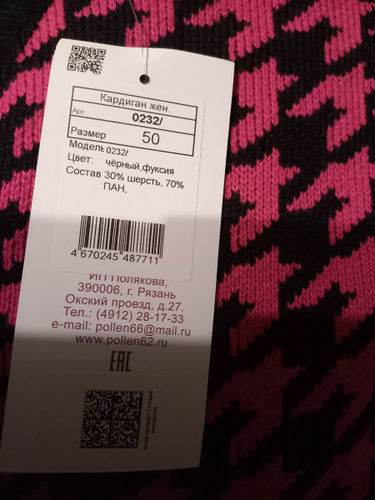 Кардиган жен.
Арт. 0232/
Размер 50
Модель 0232/
Цвет: чёрный,фуксия
Состав 30% шерсть, 70%
ПАН,
4 670245 487711
ИП Полякова,
390006, г. Рязань
Окский проезд, д.27.
Тел.: (4912) 28-17-33
e-mail: pollen66@mail.ru
www.pollen62.ru
EAC